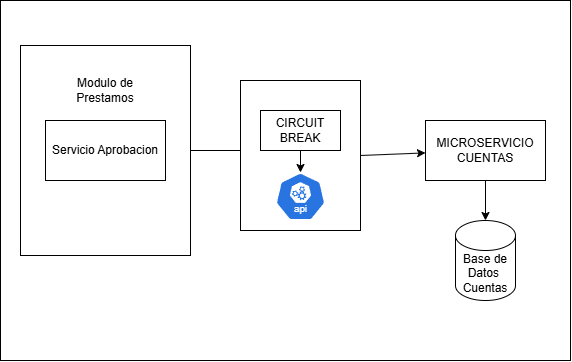 Modulo de
Prestamos
Servicio Aprobacion
CIRCUIT
BREAK
api
MICROSERVICIO
CUENTAS
Base de
Datos
Cuentas